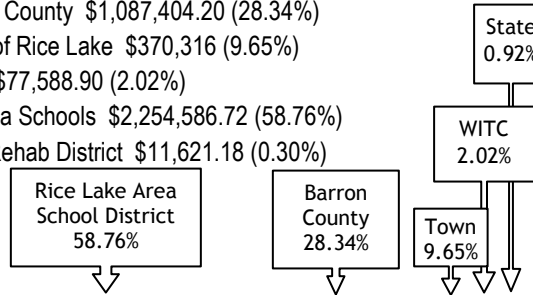 County $1,087,404.20 (28.34%)
of Rice Lake $370,316 (9.65%)
$77,588.90 (2.02%)
a Schools $2,254,586.72 (58.76%)
ehab District $11,621.18 (0.30%)
State
0.92%
WITC
2.02%
Rice Lake Area
School District
58.76%
Barron
County
28.34%
Town
9.65%